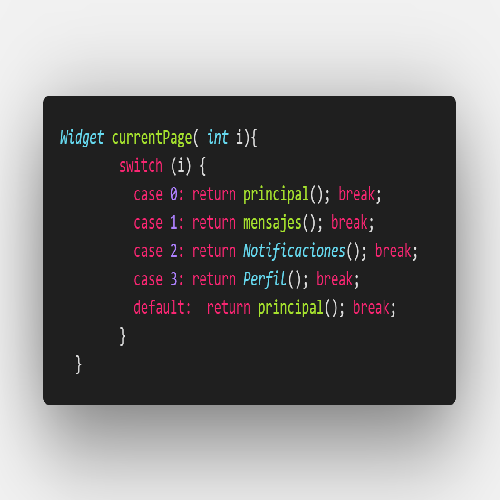 Widget currentPage( int i){
switch (i) {
case 0: return principal(); break;
case 1: return mensajes(); break;
case 2: return Notificaciones(); break;
case 3: return Perfil(); break;
default:  return principal(); break;
}
}